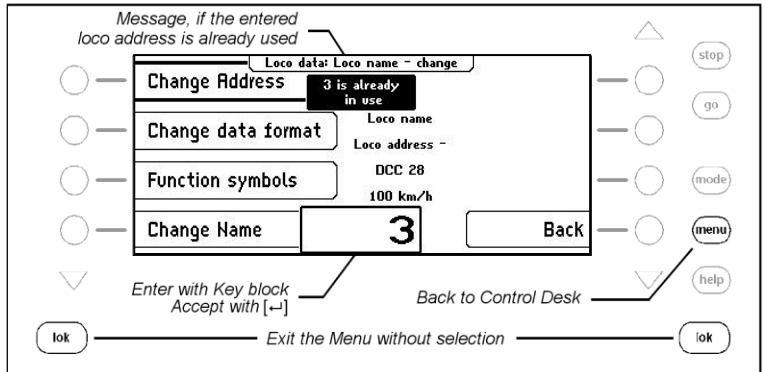 Message, if the entered
loco address is already used
stop
Loco data: Loco name - change
Change Address
3 is already
in use
go
Change data format
Loco name
Loco address -
Function symbols
DCC 28
mode
100 km/h
Change Name
3
Back
menu
Enter with Key block
Accept with [↵]
Back to Control Desk
help
lok
Exit the Menu without selection
lok